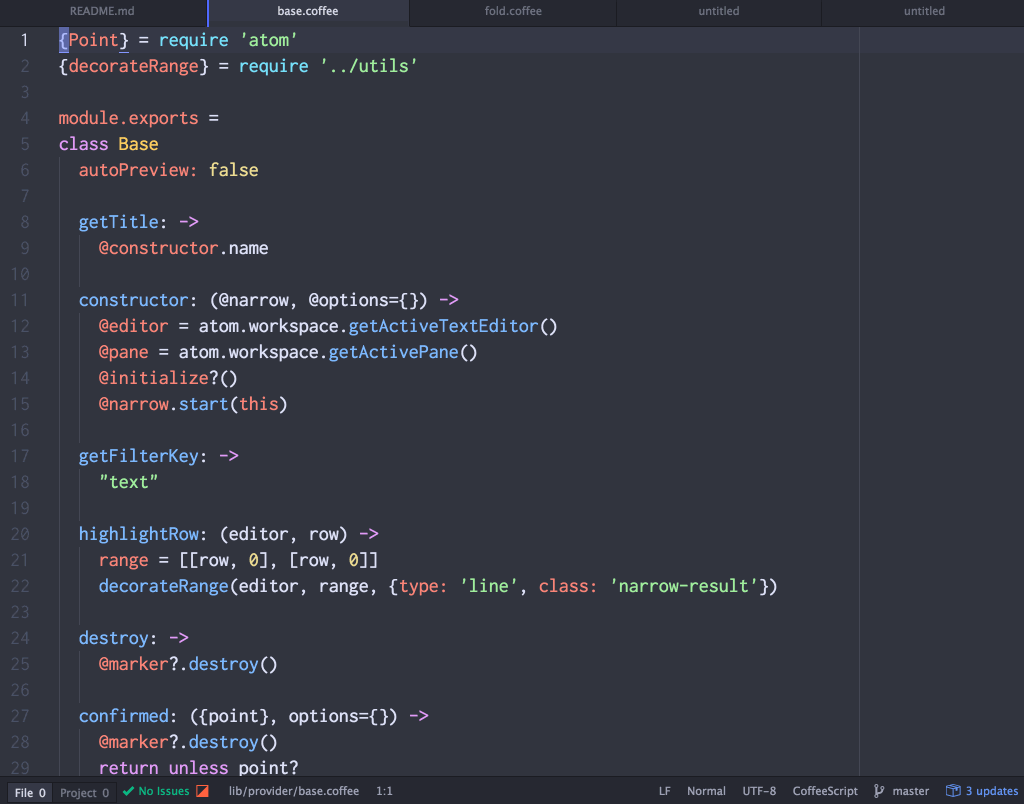 README.md base.coffee fold.coffee untitled untitled
1 {Point} = require 'atom'
2 {decorateRange} = require '../utils'
3
4 module.exports =
5 class Base
6   autoPreview: false
7
8   getTitle: ->
9     @constructor.name
10
11   constructor: (@narrow, @options={}) ->
12     @editor = atom.workspace.getActiveTextEditor()
13     @pane = atom.workspace.getActivePane()
14     @initialize?()
15     @narrow.start(this)
16
17   getFilterKey: ->
18     "text"
19
20   highlightRow: (editor, row) ->
21     range = [[row, 0], [row, 0]]
22     decorateRange(editor, range, {type: 'line', class: 'narrow-result'})
23
24   destroy: ->
25     @marker?.destroy()
26
27   confirmed: ({point}, options={}) ->
28     @marker?.destroy()
29     return unless point?
File 0 Project 0 No Issues lib/provider/base.coffee 1:1 LF Normal UTF-8 CoffeeScript master 3 updates